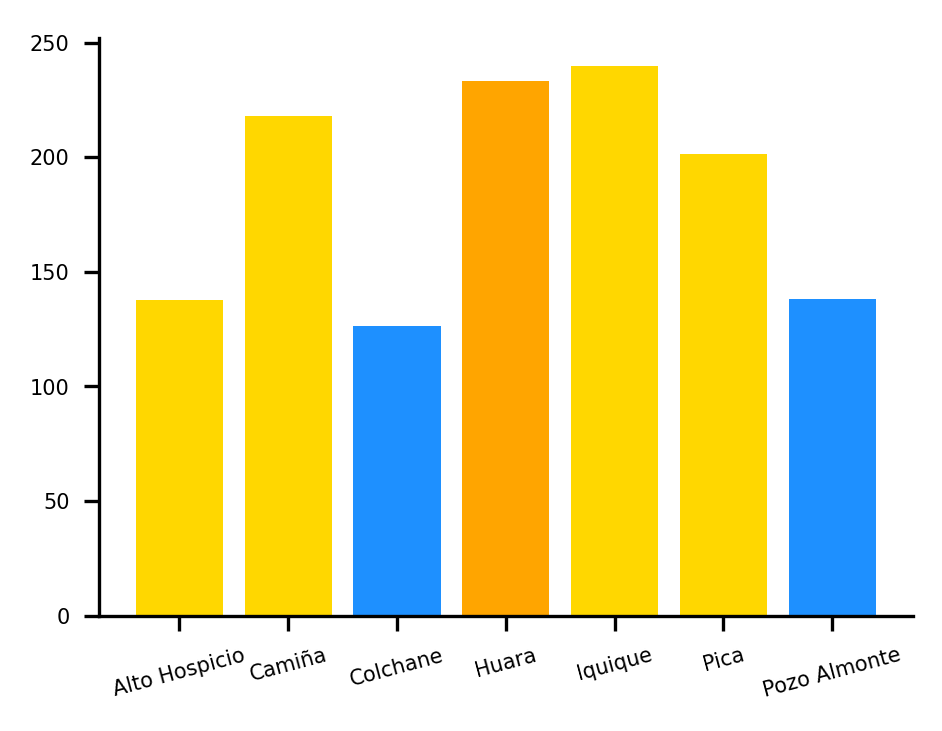 250
200
150
100
50
0
Alto Hospicio
Camiña
Colchane
Huara
Iquique
Pica
Pozo Almonte